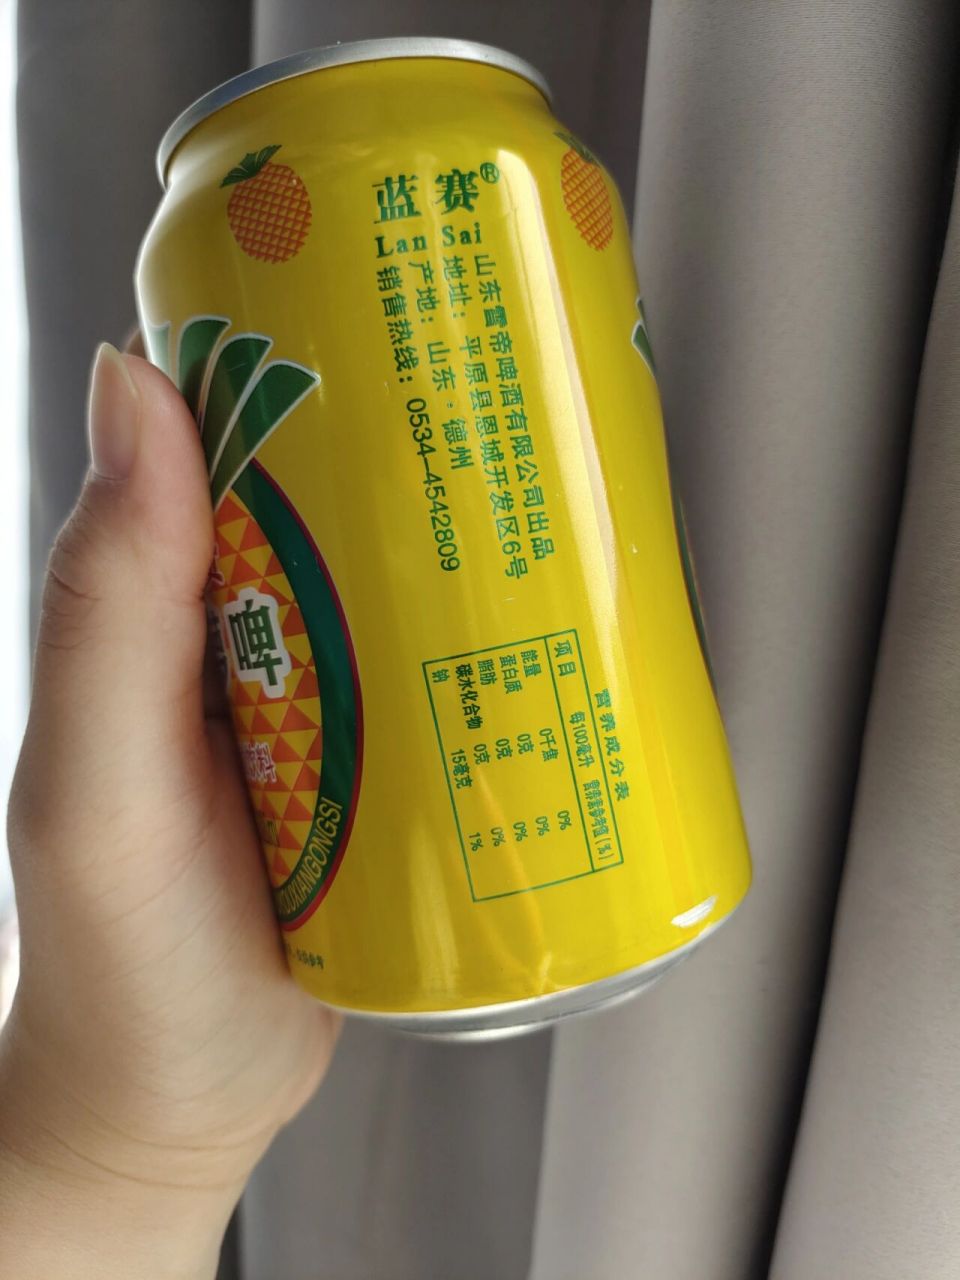 蓝赛®
Lan Sai
山东雷帝啤酒有限公司出品
地址：平原县恩城开发区6号
产地：山东·德州
销售热线：0534-4542809
营养成分表
项目 每100毫升 营养素参考值(%)
能量 0千焦 0%
蛋白质 0克 0%
脂肪 0克 0%
碳水化合物 0克 0%
钠 15毫克 1%
啤
料
YOUXIANGONGSI